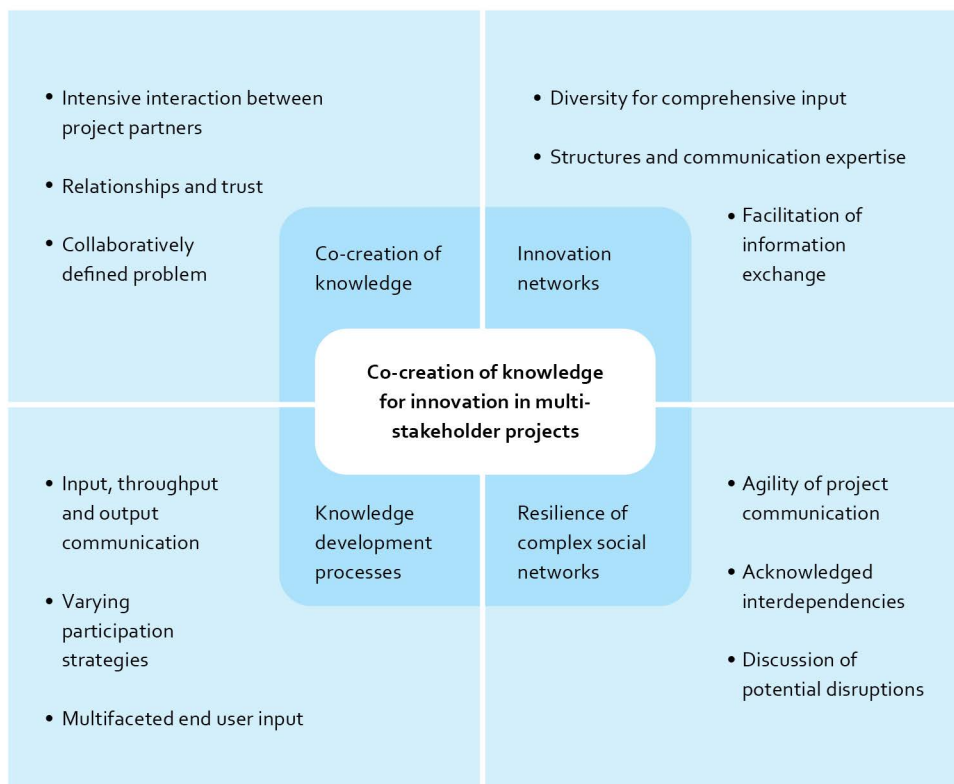 • Intensive interaction between
project partners
• Relationships and trust
• Collaboratively
defined problem
Co-creation of
knowledge
• Diversity for comprehensive input
• Structures and communication expertise
• Facilitation of
information
exchange
Innovation
networks
Co-creation of knowledge
for innovation in multi-
stakeholder projects
• Input, throughput
and output
communication
• Varying
participation
strategies
• Multifaceted end user input
Knowledge
development
processes
Resilience of
complex social
networks
• Agility of project
communication
• Acknowledged
interdependencies
• Discussion of
potential disruptions